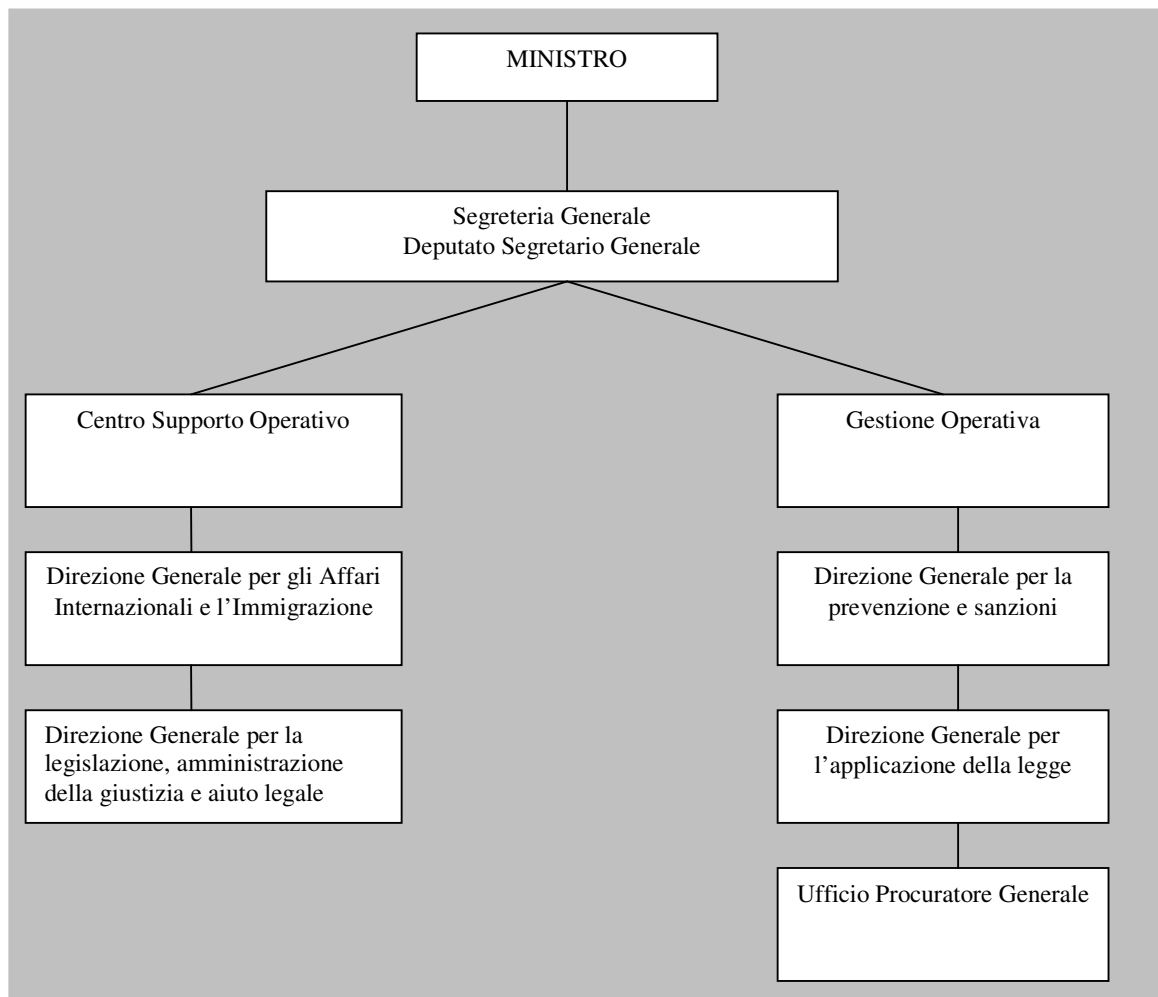 MINISTRO
Segreteria Generale
Deputato Segretario Generale
Centro Supporto Operativo
Gestione Operativa
Direzione Generale per gli Affari
Internazionali e l’Immigrazione
Direzione Generale per la
prevenzione e sanzioni
Direzione Generale per la
legislazione, amministrazione
della giustizia e aiuto legale
Direzione Generale per
l’applicazione della legge
Ufficio Procuratore Generale